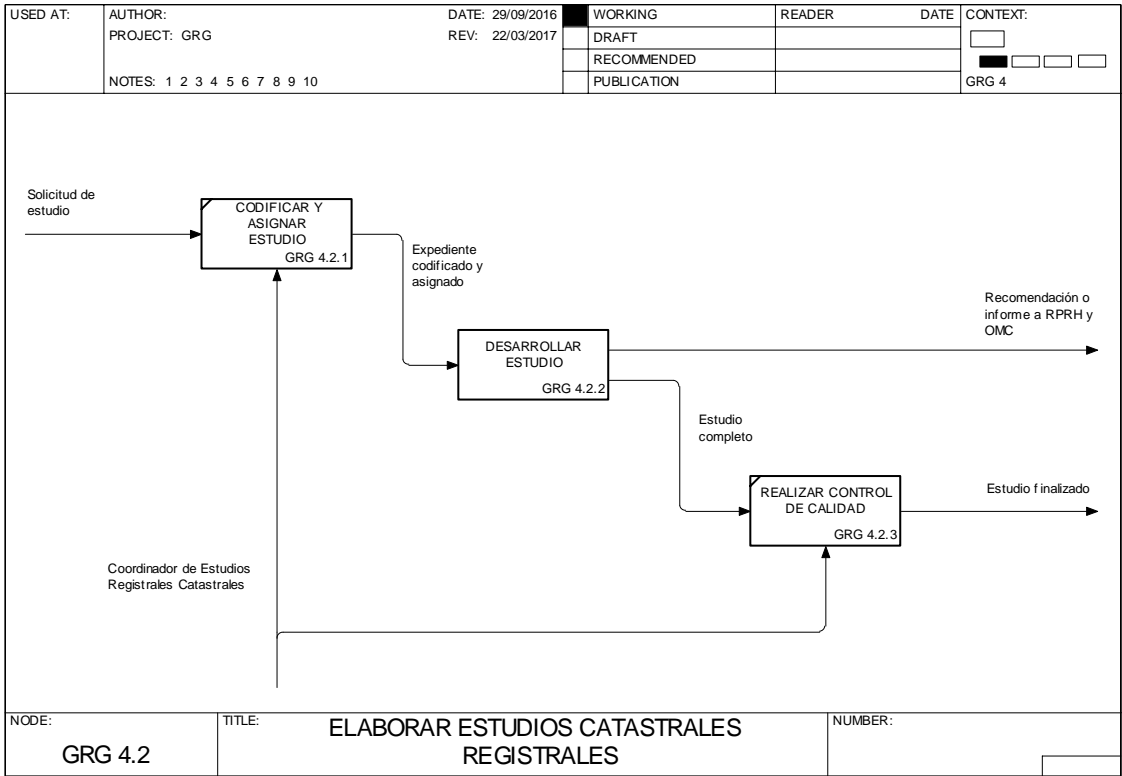 USED AT:
AUTHOR:
DATE: 29/09/2016
PROJECT: GRG
REV: 22/03/2017
NOTES: 1 2 3 4 5 6 7 8 9 10
WORKING
DRAFT
RECOMMENDED
PUBLICATION
READER
DATE
CONTEXT:
GRG 4
Solicitud de
estudio
CODIFICAR Y
ASIGNAR
ESTUDIO
GRG 4.2.1
Expediente
codificado y
asignado
DESARROLLAR
ESTUDIO
GRG 4.2.2
Recomendación o
informe a RPRH y
OMC
Estudio
completo
REALIZAR CONTROL
DE CALIDAD
GRG 4.2.3
Estudio finalizado
Coordinador de Estudios
Registrales Catastrales
NODE:
GRG 4.2
TITLE:
ELABORAR ESTUDIOS CATASTRALES
REGISTRALES
NUMBER: